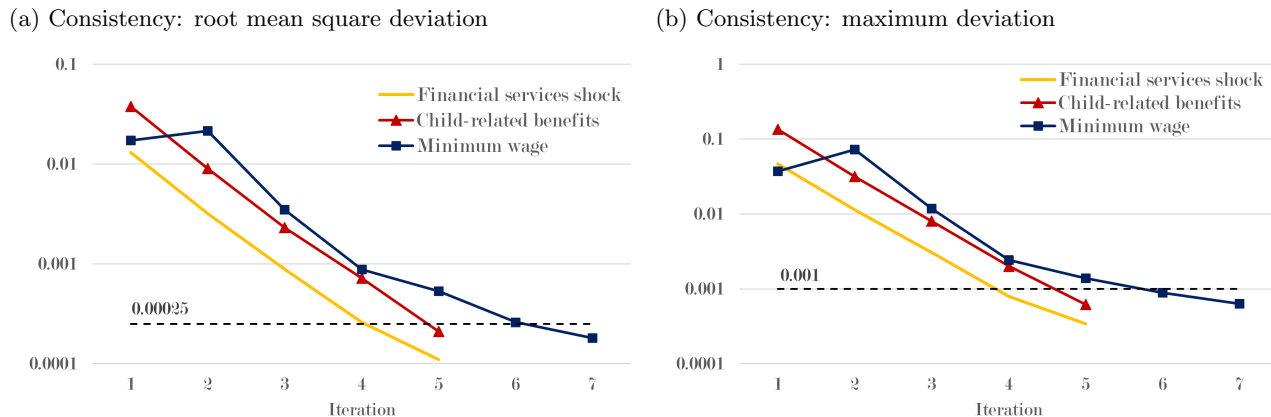 (a) Consistency: root mean square deviation
0.1
0.01
0.001
0.0001
Financial services shock
Child-related benefits
Minimum wage
0.00025
1 2 3 4 5 6 7
Iteration
(b) Consistency: maximum deviation
1
0.1
0.01
0.001
0.0001
Financial services shock
Child-related benefits
Minimum wage
0.001
1 2 3 4 5 6 7
Iteration